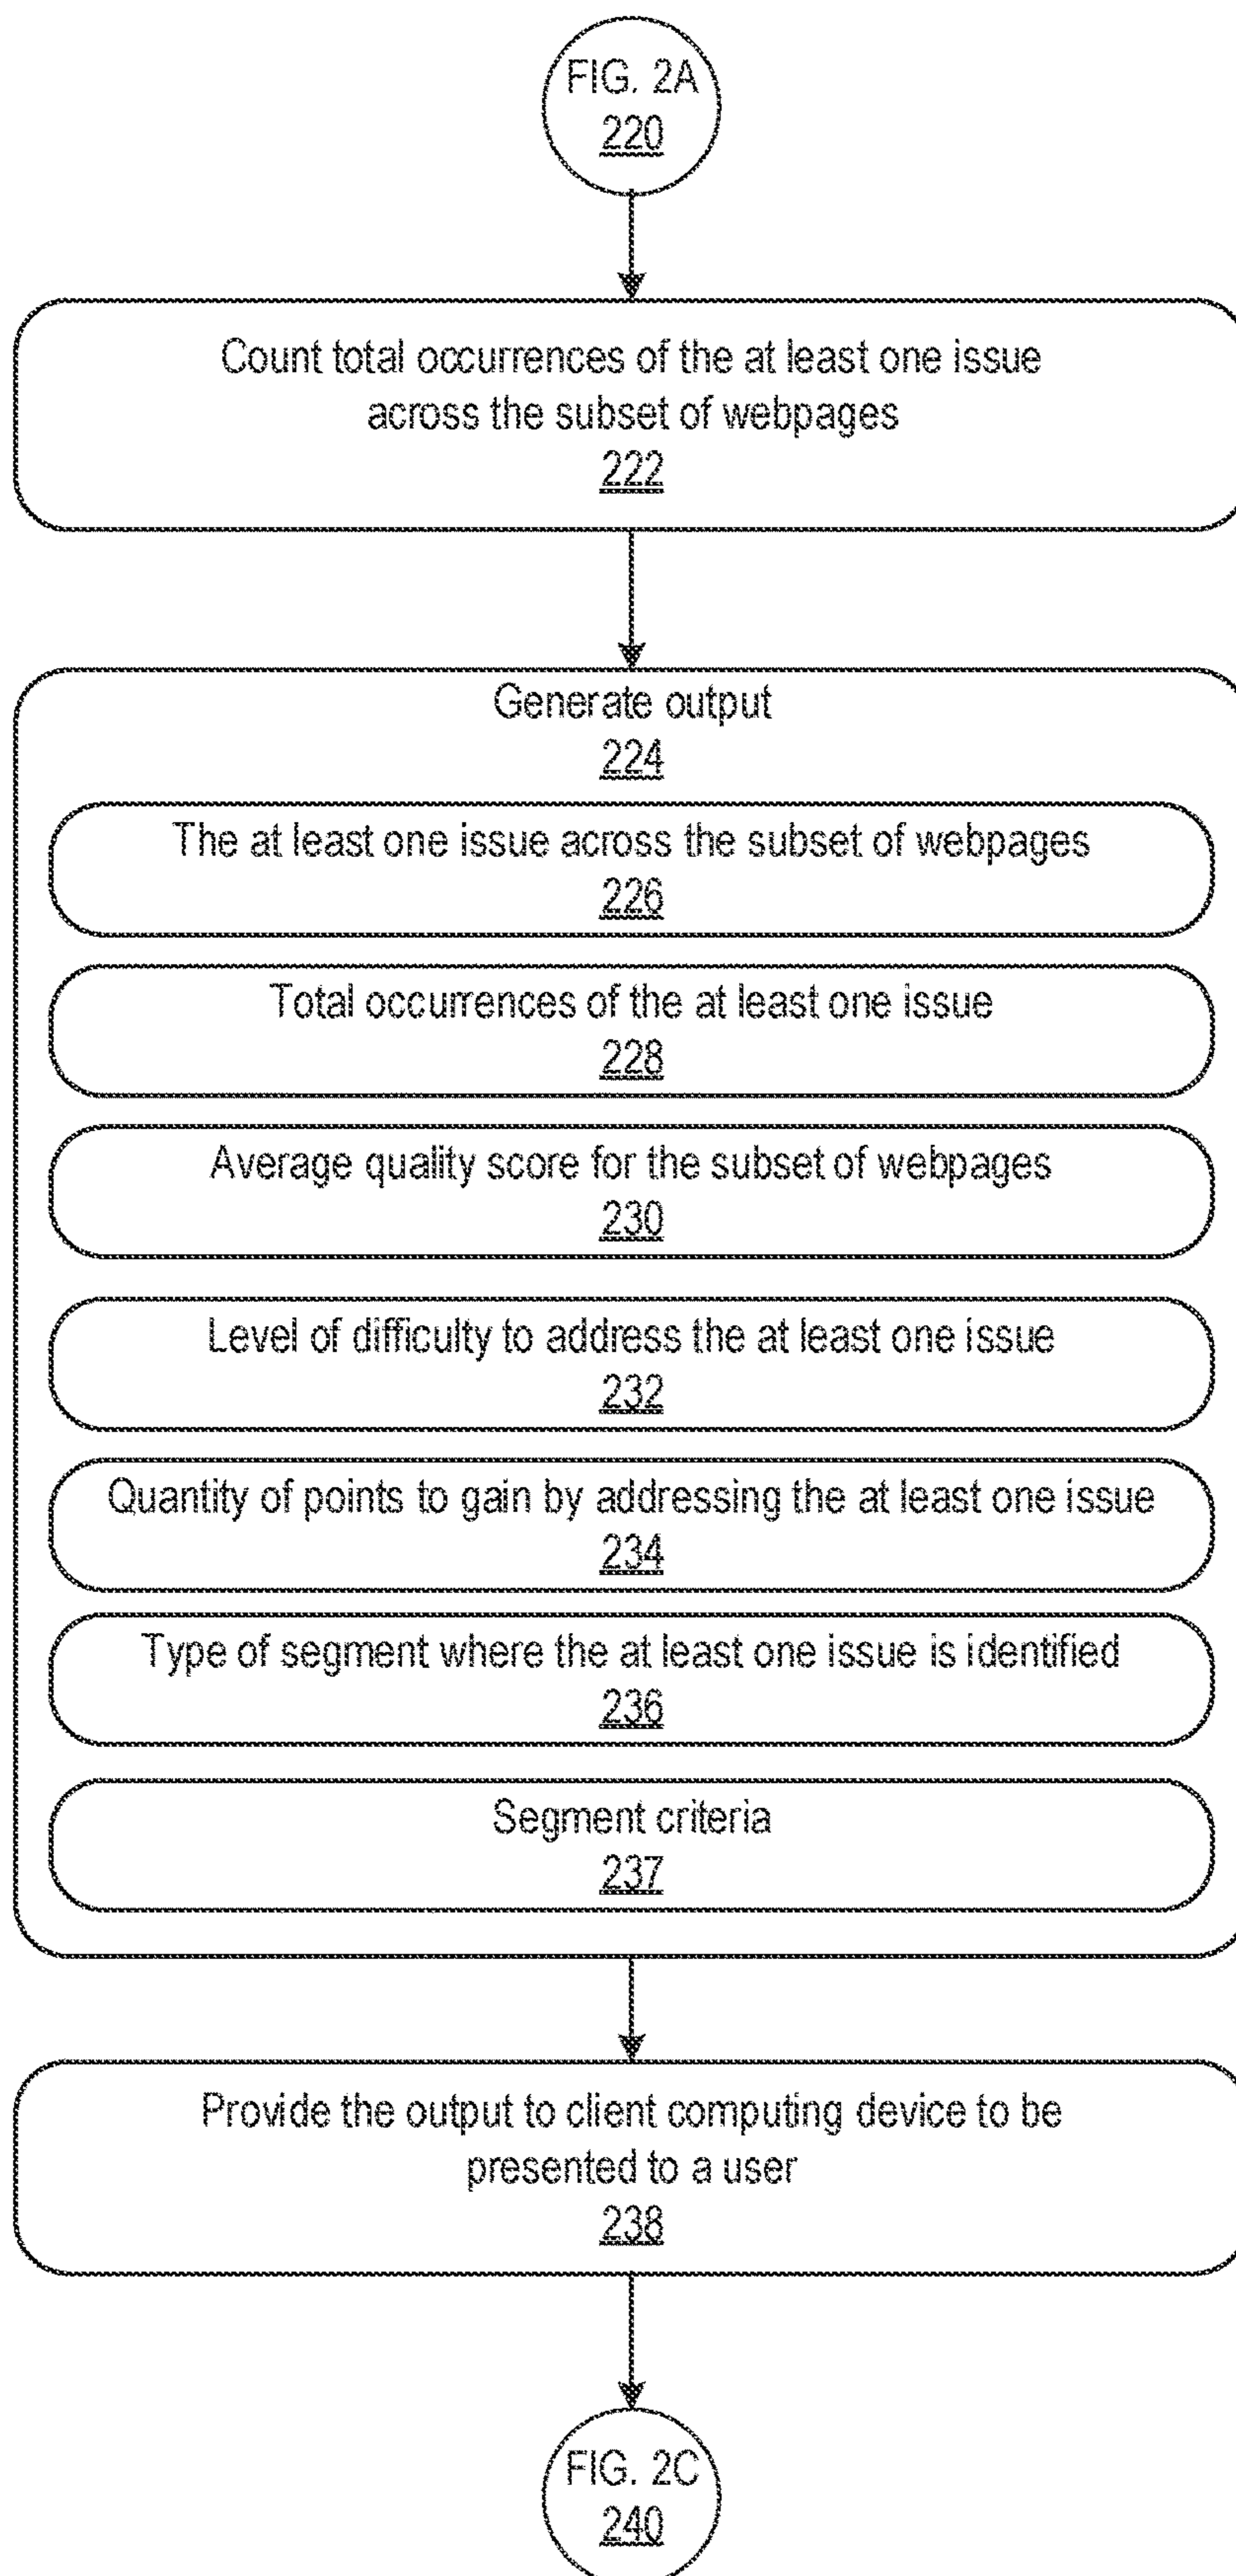 FIG. 2A
220
Count total occurrences of the at least one issue
across the subset of webpages
222
Generate output
224
The at least one issue across the subset of webpages
226
Total occurrences of the at least one issue
228
Average quality score for the subset of webpages
230
Level of difficulty to address the at least one issue
232
Quantity of points to gain by addressing the at least one issue
234
Type of segment where the at least one issue is identified
236
Segment criteria
237
Provide the output to client computing device to be
presented to a user
238
FIG. 2C
240